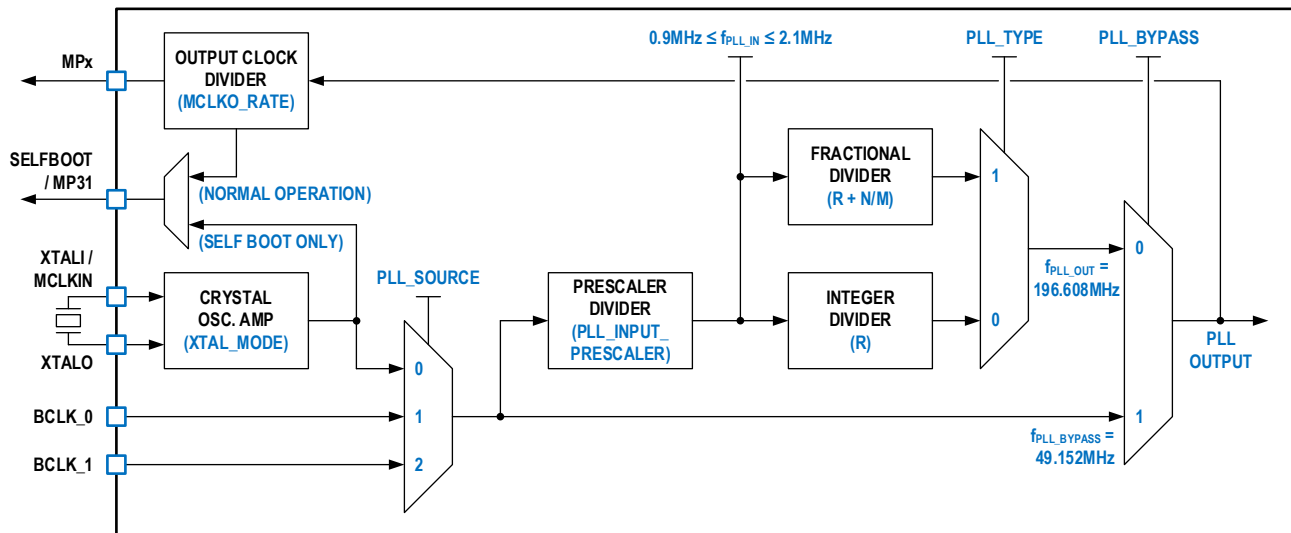 MPx
OUTPUT CLOCK
DIVIDER
(MCLKO_RATE)
0.9MHz ≤ fPLL_IN ≤ 2.1MHz
PLL_TYPE
PLL_BYPASS
SELFBOOT
/ MP31
(NORMAL OPERATION)
(SELF BOOT ONLY)
FRACTIONAL
DIVIDER
(R + N/M)
1
0
XTALI /
MCLKIN
XTALO
CRYSTAL
OSC. AMP
(XTAL_MODE)
PLL_SOURCE
0
1
2
PRESCALER
DIVIDER
(PLL_INPUT_
PRESCALER)
INTEGER
DIVIDER
(R)
fPLL_OUT =
196.608MHz
0
1
PLL
OUTPUT
BCLK_0
BCLK_1
fPLL_BYPASS =
49.152MHz